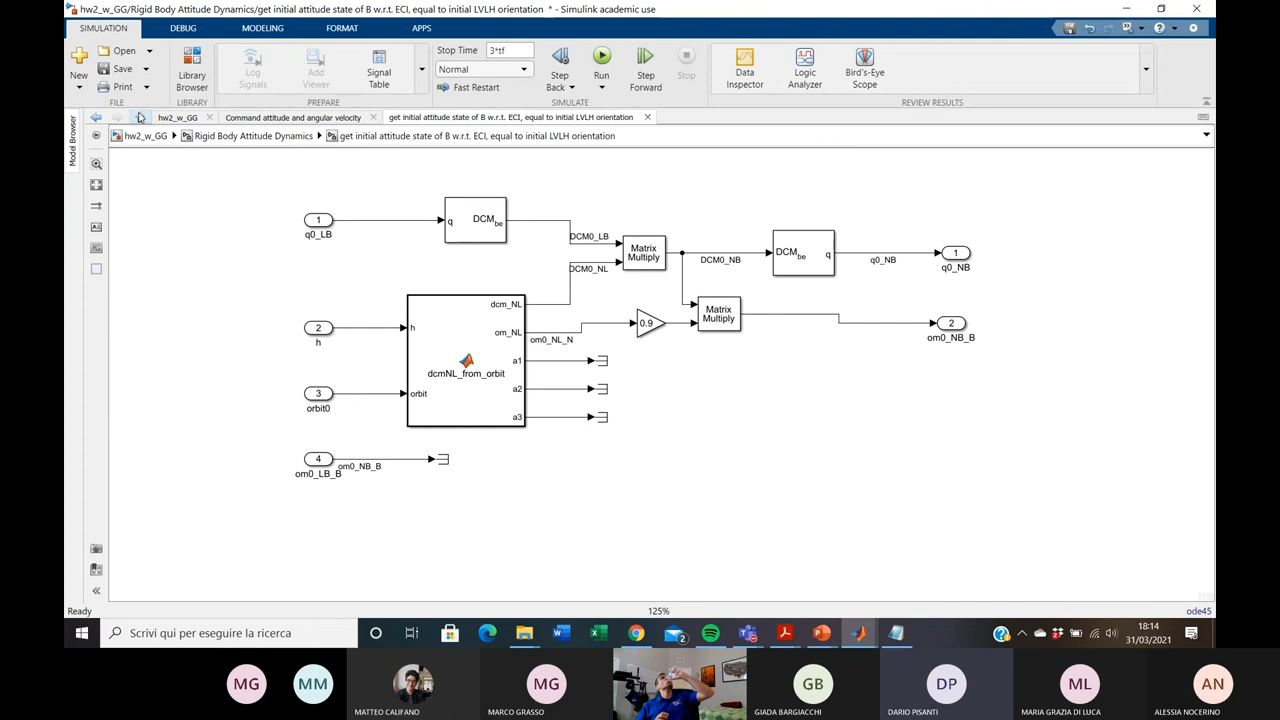 hw2_w_GG/Rigid Body Attitude Dynamics/get initial attitude state of B w.r.t. ECI, equal to initial LVLH orientation * - Simulink academic use
SIMULATION DEBUG MODELING FORMAT APPS
New
Open
Save
Print
FILE
Library Browser
LIBRARY
Log Signals
Add Viewer
Signal Table
PREPARE
Stop Time 3*tf
Normal
Fast Restart
Step Back
Run
Step Forward
Stop
SIMULATE
Data Inspector
Logic Analyzer
Bird's-Eye Scope
REVIEW RESULTS
hw2_w_GG Command attitude and angular velocity get initial attitude state of B w.r.t. ECI, equal to initial LVLH orientation
hw2_w_GG Rigid Body Attitude Dynamics get initial attitude state of B w.r.t. ECI, equal to initial LVLH orientation
Model Browser
1
q0_LB
q DCMbe
DCM0_LB
DCM0_NL
Matrix Multiply
DCM0_NB
DCMbe q
q0_NB
1
q0_NB
2
h
3
orbit0
h
orbit
dcmNL_from_orbit
dcm_NL
om_NL
a1
a2
a3
om0_NL_N
0.9
Matrix Multiply
2
om0_NB_B
4
om0_LB_B
om0_NB_B
Ready 125% ode45
Scrivi qui per eseguire la ricerca
2
18:14
31/03/2021
MG
MM
MATTEO CALIFANO
MG
MARCO GRASSO
GB
GIADA BARGIACCHI
DP
DARIO PISANTI
ML
MARIA GRAZIA DI LUCA
AN
ALESSIA NOCERINO